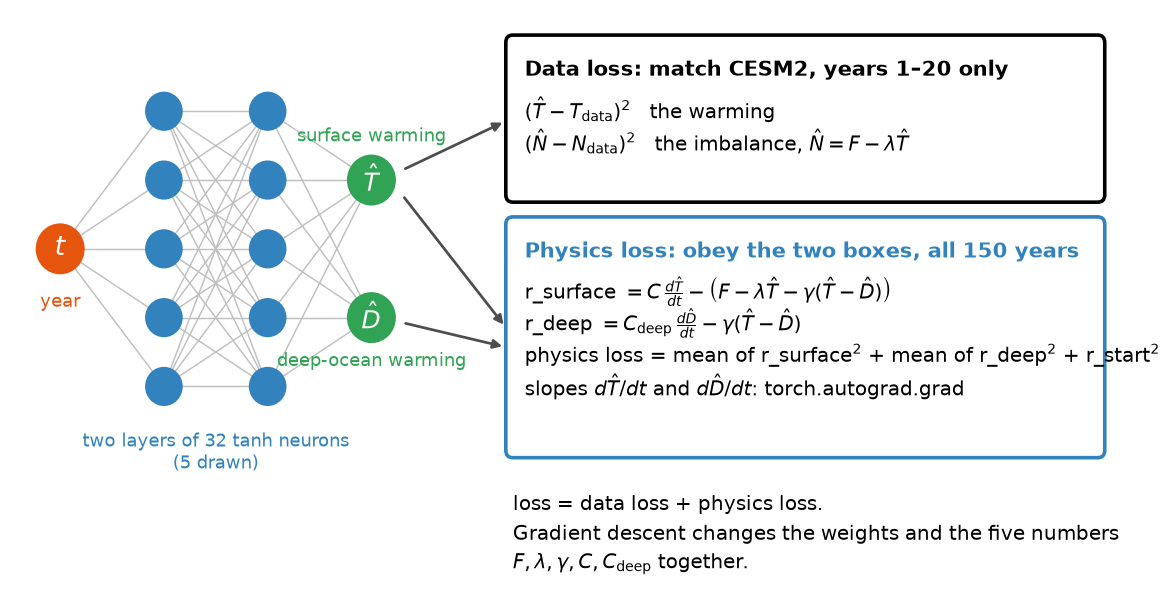 Data loss: match CESM2, years 1–20 only
(T̂ − T_data)²   the warming
(N̂ − N_data)²   the imbalance, N̂ = F − λT̂
surface warming
T̂
t
year
D̂
deep-ocean warming
two layers of 32 tanh neurons
(5 drawn)
Physics loss: obey the two boxes, all 150 years
r_surface = C dT̂/dt − (F − λT̂ − γ(T̂ − D̂))
r_deep = C_deep dD̂/dt − γ(T̂ − D̂)
physics loss = mean of r_surface² + mean of r_deep² + r_start²
slopes dT̂/dt and dD̂/dt: torch.autograd.grad
loss = data loss + physics loss.
Gradient descent changes the weights and the five numbers
F, λ, γ, C, C_deep together.